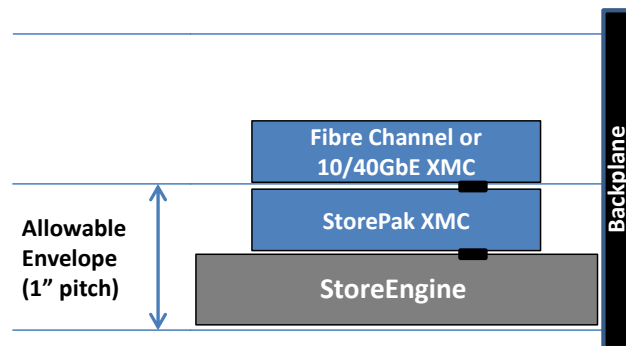 Fibre Channel or
10/40GbE XMC
StorePak XMC
StoreEngine
Allowable
Envelope
(1” pitch)
Backplane